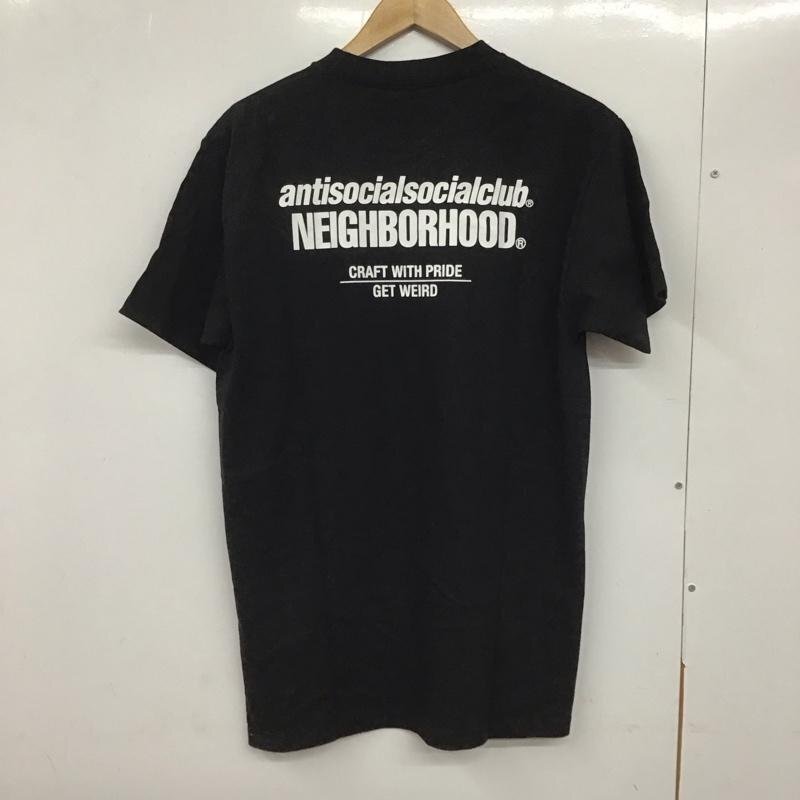 antisocialsocialclub®
NEIGHBORHOOD®
CRAFT WITH PRIDE
GET WEIRD